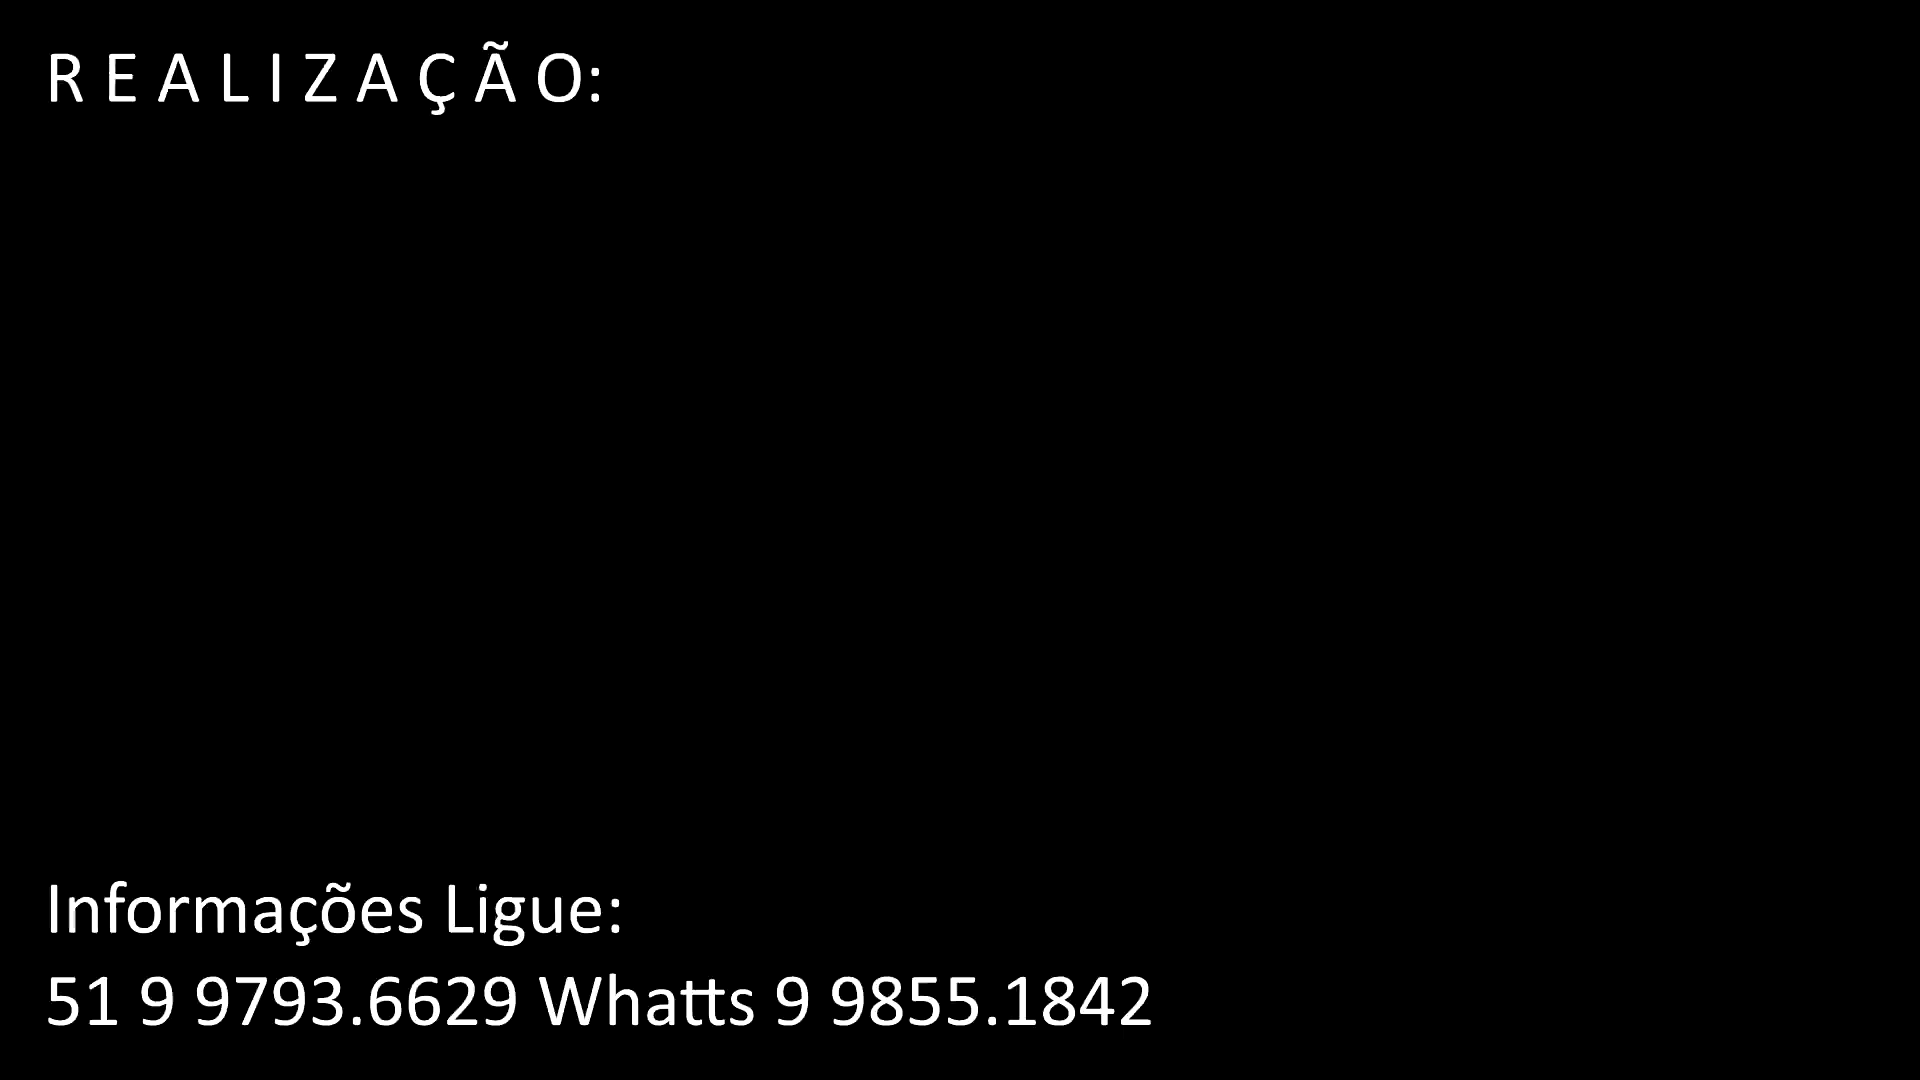 R E A L I Z A Ç Ã O:
Informações Ligue:
51 9 9793.6629 Whatts 9 9855.1842